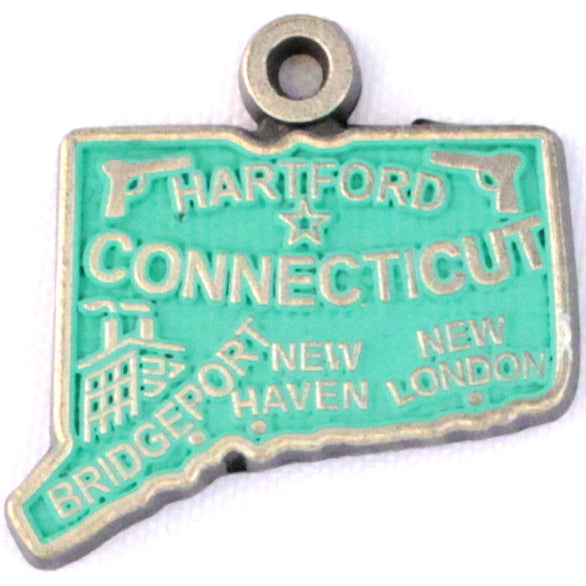 HARTFORD
CONNECTICUT
BRIDGEPORT
NEW
HAVEN
NEW
LONDON